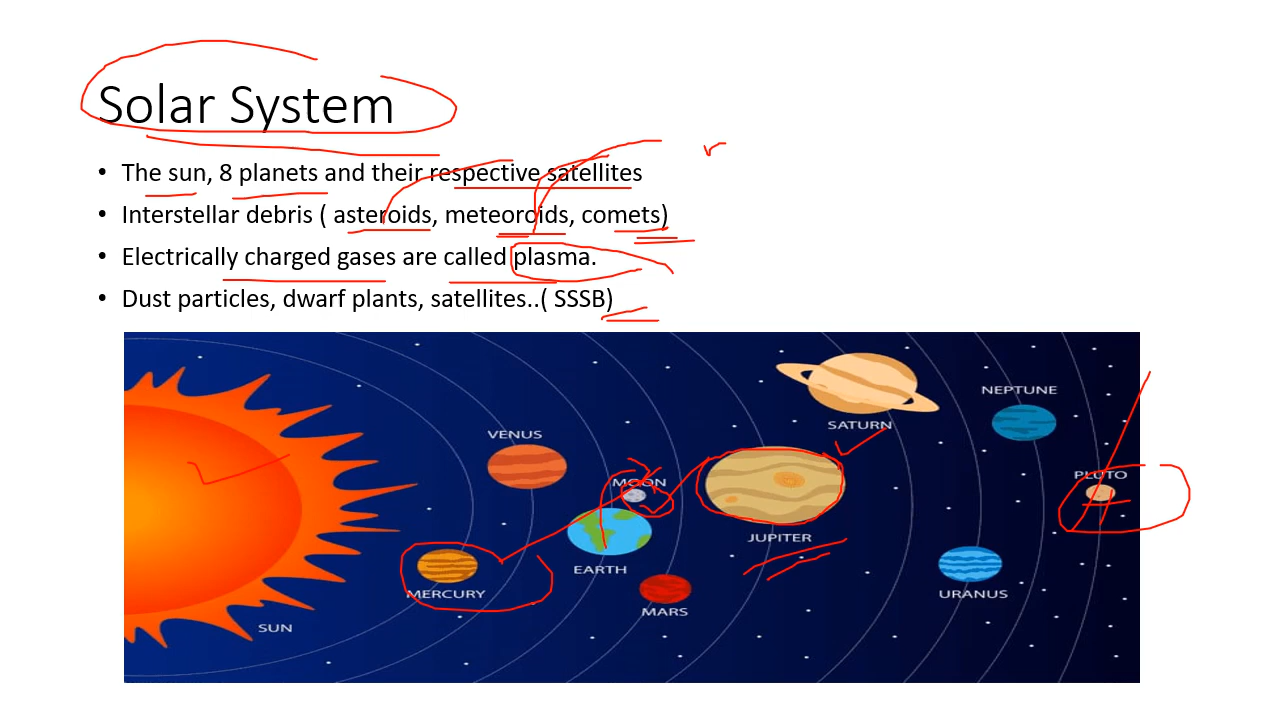 Solar System
• The sun, 8 planets and their respective satellites
• Interstellar debris ( asteroids, meteoroids, comets)
• Electrically charged gases are called plasma.
• Dust particles, dwarf plants, satellites..( SSSB)
NEPTUNE
SATURN
VENUS
PLUTO
MOON
JUPITER
EARTH
MERCURY
URANUS
MARS
SUN